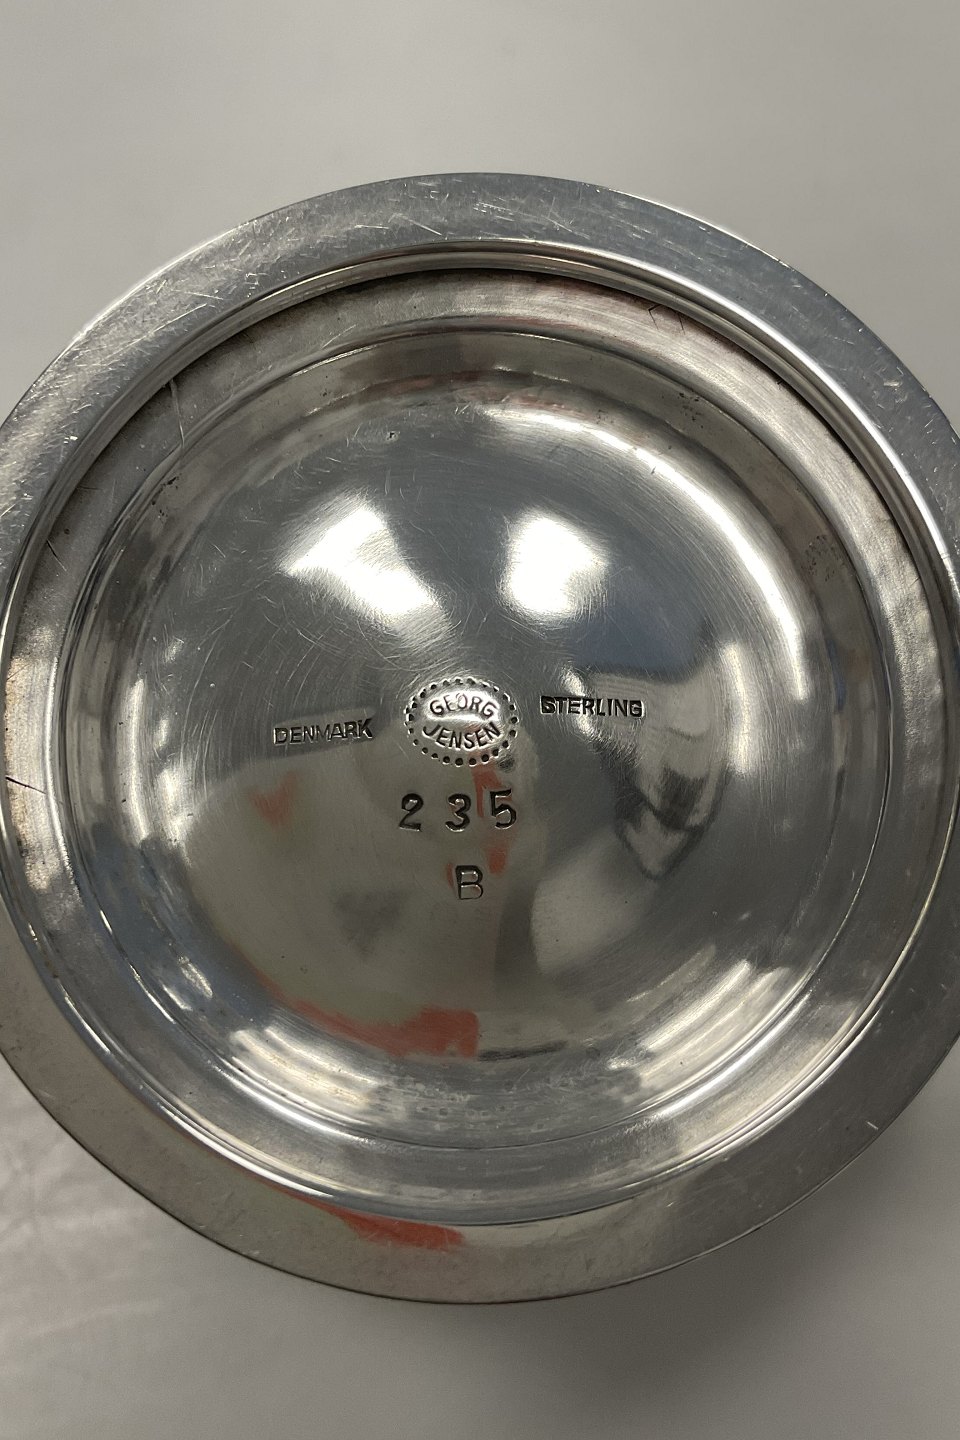 DENMARK GEORG JENSEN STERLING
235
B